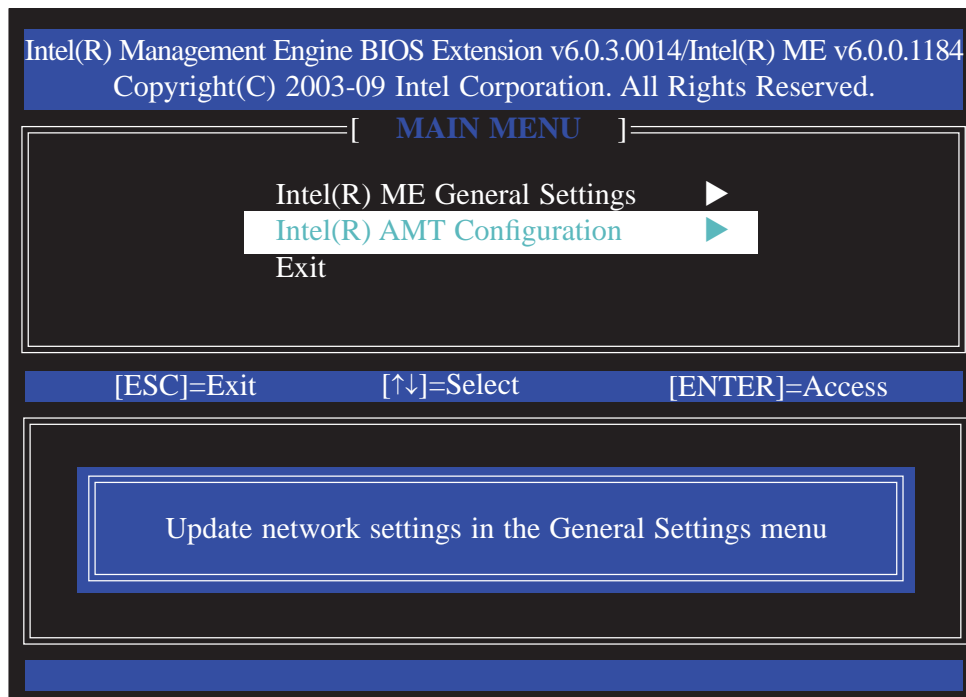 Intel(R) Management Engine BIOS Extension v6.0.3.0014/Intel(R) ME v6.0.0.1184
Copyright(C) 2003-09 Intel Corporation. All Rights Reserved.
[ MAIN MENU ]
Intel(R) ME General Settings ▶
Intel(R) AMT Configuration ▶
Exit
[ESC]=Exit [↑↓]=Select [ENTER]=Access
Update network settings in the General Settings menu